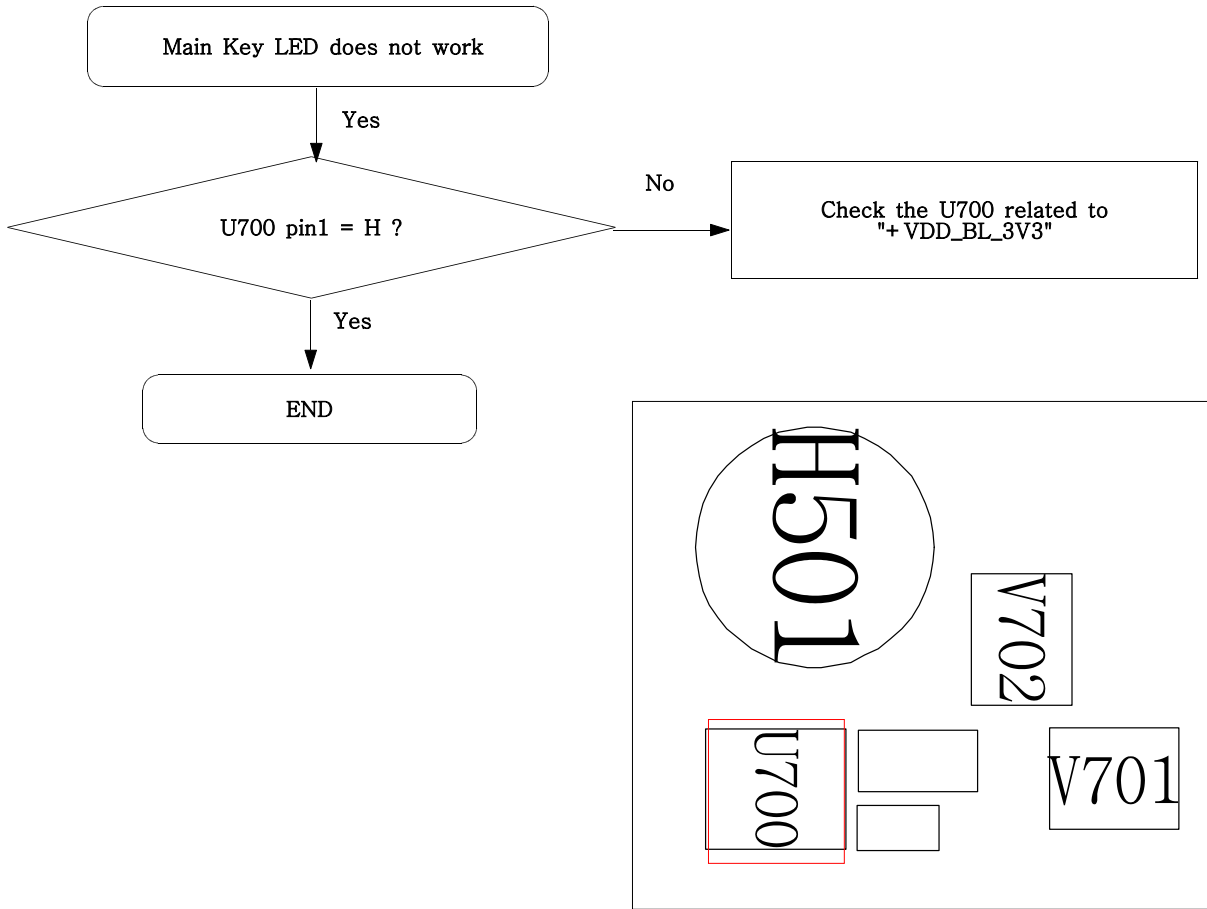 Main Key LED does not work
Yes
U700 pin1 = H ?
No
Check the U700 related to
"+VDD_BL_3V3"
Yes
END
H501
V702
U700
V701